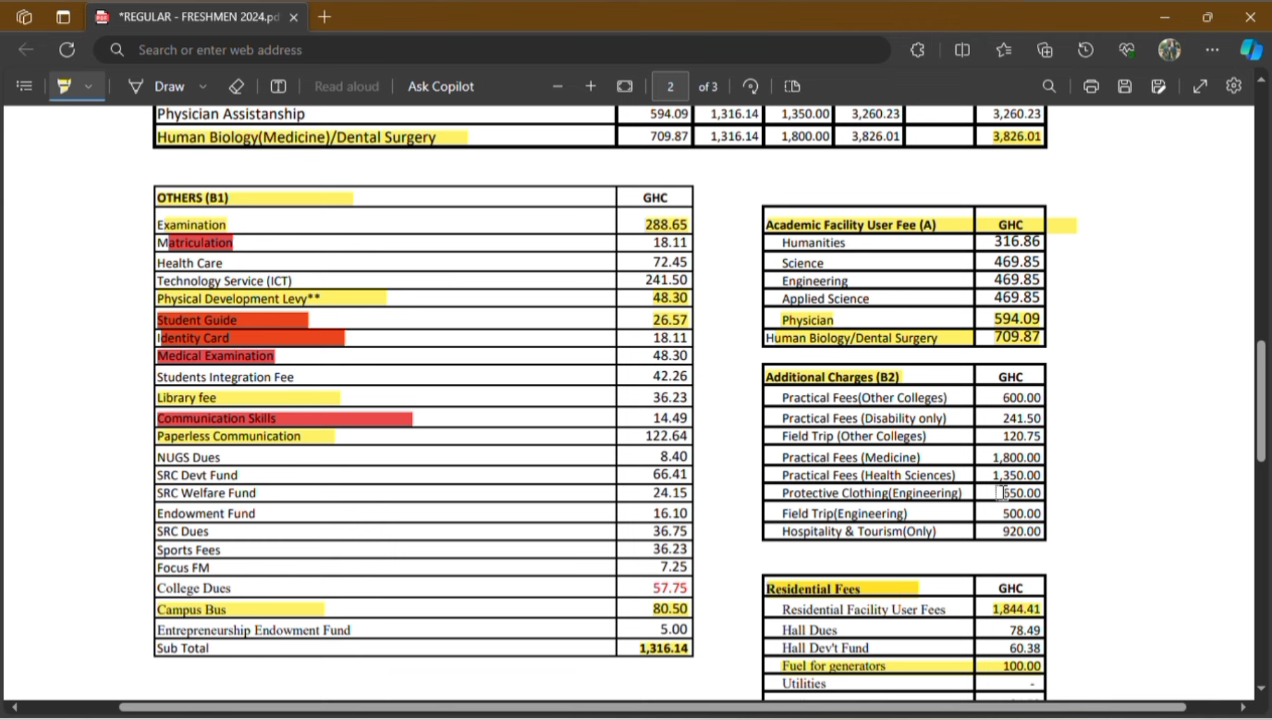 *REGULAR - FRESHMEN 2024.pd
Search or enter web address
Draw
Read aloud
Ask Copilot
2 of 3
Physician Assistanship 594.09 1,316.14 1,350.00 3,260.23 3,260.23
Human Biology(Medicine)/Dental Surgery 709.87 1,316.14 1,800.00 3,826.01 3,826.01
OTHERS (B1) GHC
Examination 288.65
Matriculation 18.11
Health Care 72.45
Technology Service (ICT) 241.50
Physical Development Levy** 48.30
Student Guide 26.57
Identity Card 18.11
Medical Examination 48.30
Students Integration Fee 42.26
Library fee 36.23
Communication Skills 14.49
Paperless Communication 122.64
NUGS Dues 8.40
SRC Devt Fund 66.41
SRC Welfare Fund 24.15
Endowment Fund 16.10
SRC Dues 36.75
Sports Fees 36.23
Focus FM 7.25
College Dues 57.75
Campus Bus 80.50
Entrepreneurship Endowment Fund 5.00
Sub Total 1,316.14
Academic Facility User Fee (A) GHC
Humanities 316.86
Science 469.85
Engineering 469.85
Applied Science 469.85
Physician 594.09
Human Biology/Dental Surgery 709.87
Additional Charges (B2) GHC
Practical Fees(Other Colleges) 600.00
Practical Fees (Disability only) 241.50
Field Trip (Other Colleges) 120.75
Practical Fees (Medicine) 1,800.00
Practical Fees (Health Sciences) 1,350.00
Protective Clothing(Engineering) 550.00
Field Trip(Engineering) 500.00
Hospitality & Tourism(Only) 920.00
Residential Fees GHC
Residential Facility User Fees 1,844.41
Hall Dues 78.49
Hall Dev't Fund 60.38
Fuel for generators 100.00
Utilities -